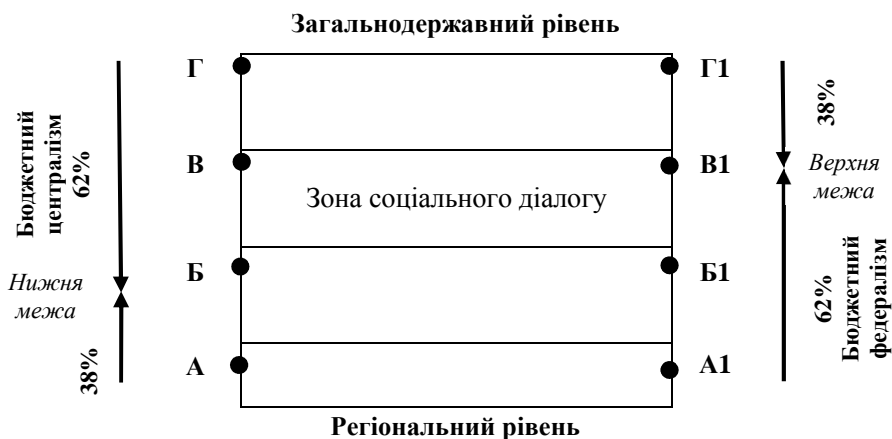 Загальнодержавний рівень
Г
Г1
38%
Бюджетний
централізм
62%
В
В1
Верхня
межа
Зона соціального діалогу
Нижня
межа
Б
Б1
62%
Бюджетний
федералізм
38%
А
А1
Регіональний рівень